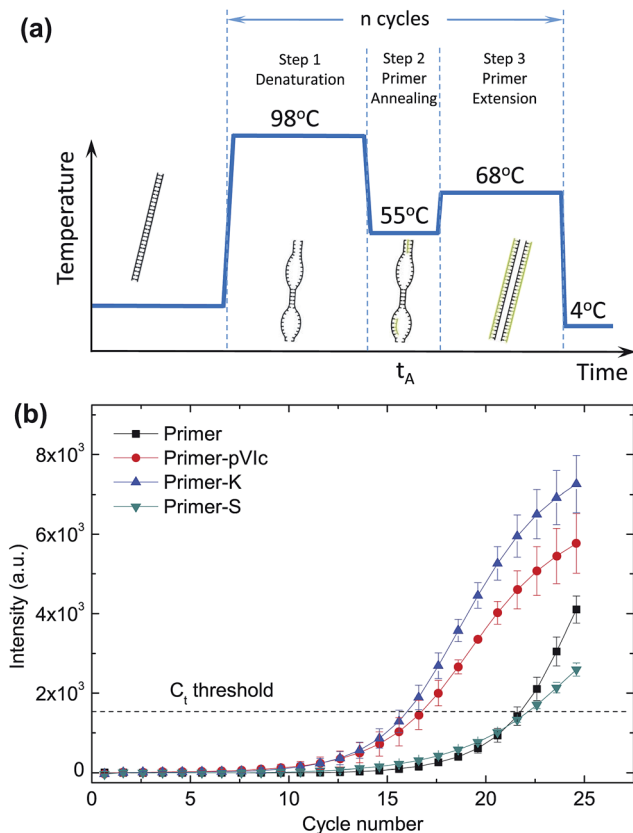 (a)
n cycles
Step 1
Denaturation
Step 2
Primer
Annealing
Step 3
Primer
Extension
98°C
68°C
55°C
4°C
Temperature
t_A
Time
(b)
Primer
Primer-pVIc
Primer-K
Primer-S
8x10³
6x10³
4x10³
2x10³
0
Intensity (a.u.)
C_t threshold
0 5 10 15 20 25
Cycle number